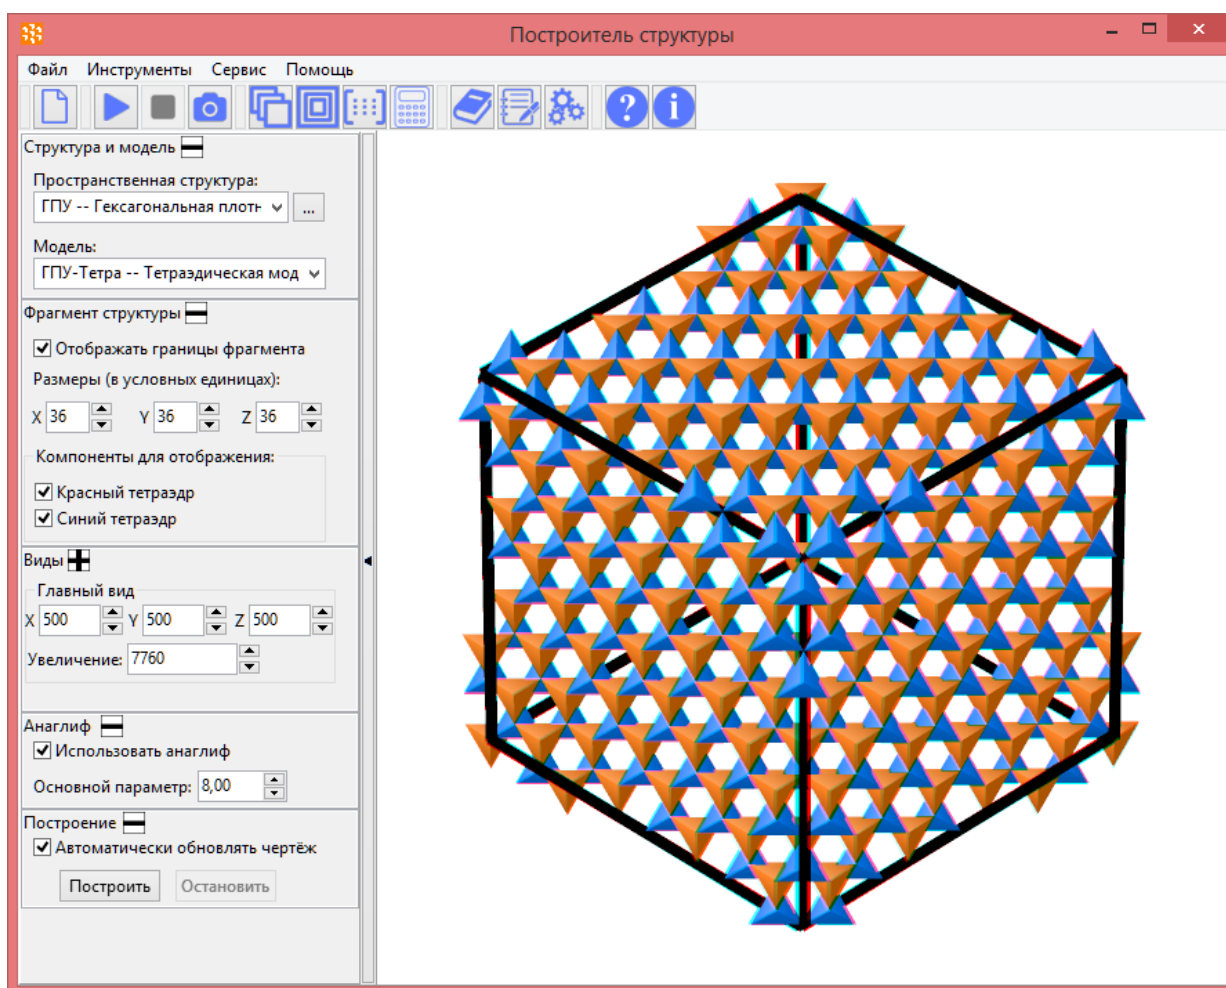 Построитель структуры
Файл Инструменты Сервис Помощь
Структура и модель
Пространственная структура:
ГПУ -- Гексагональная плотн
...
Модель:
ГПУ-Тетра -- Тетраэдическая мод
Фрагмент структуры
Отображать границы фрагмента
Размеры (в условных единицах):
X 36 Y 36 Z 36
Компоненты для отображения:
Красный тетраэдр
Синий тетраэдр
Виды
Главный вид
X 500 Y 500 Z 500
Увеличение: 7760
Анаглиф
Использовать анаглиф
Основной параметр: 8,00
Построение
Автоматически обновлять чертёж
Построить Остановить